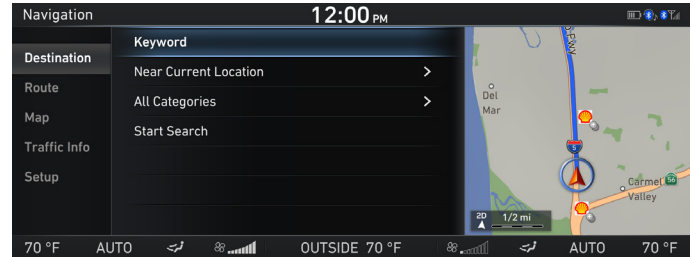 Navigation
12:00 PM
Destination
Route
Map
Traffic Info
Setup
Keyword
Near Current Location
All Categories
Start Search
Del
Mar
5
Carmel
Valley
56
2D
1/2 mi
70 °F
AUTO
OUTSIDE 70 °F
AUTO
70 °F